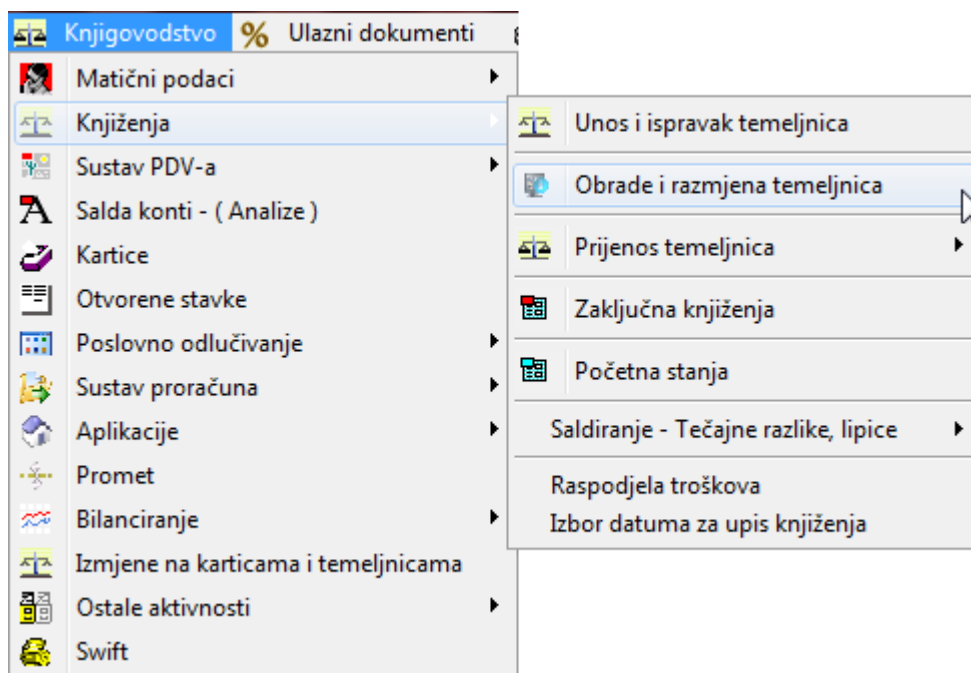 Knjigovodstvo % Ulazni dokumenti
Matični podaci
Knjiženja
Sustav PDV-a
Salda konti - ( Analize )
Kartice
Otvorene stavke
Poslovno odlučivanje
Sustav proračuna
Aplikacije
Promet
Bilanciranje
Izmjene na karticama i temeljnicama
Ostale aktivnosti
Swift
Unos i ispravak temeljnica
Obrade i razmjena temeljnica
Prijenos temeljnica
Zaključna knjiženja
Početna stanja
Saldiranje - Tečajne razlike, lipice
Raspodjela troškova
Izbor datuma za upis knjiženja